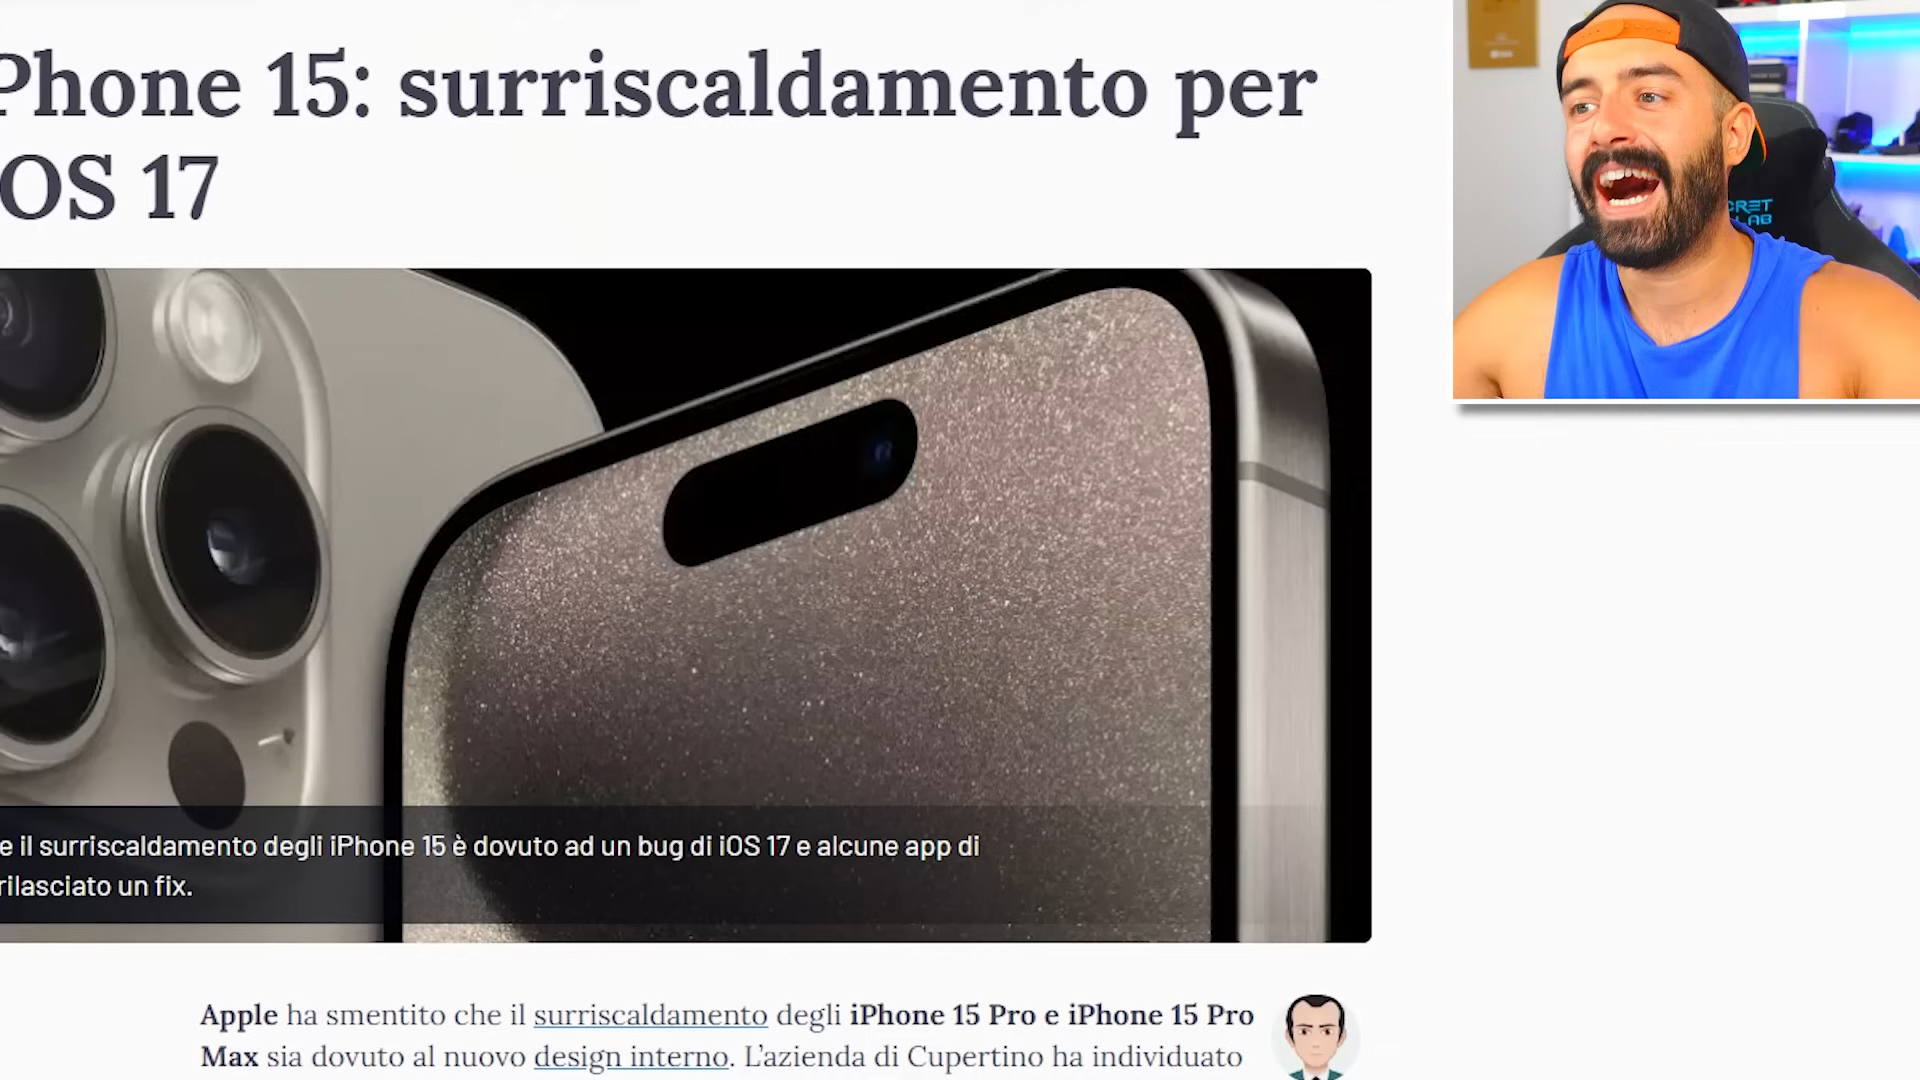 Phone 15: surriscaldamento per
OS 17
CRET
LAB
e il surriscaldamento degli iPhone 15 è dovuto ad un bug di iOS 17 e alcune app di
rilasciato un fix.
Apple ha smentito che il surriscaldamento degli iPhone 15 Pro e iPhone 15 Pro
Max sia dovuto al nuovo design interno. L’azienda di Cupertino ha individuato